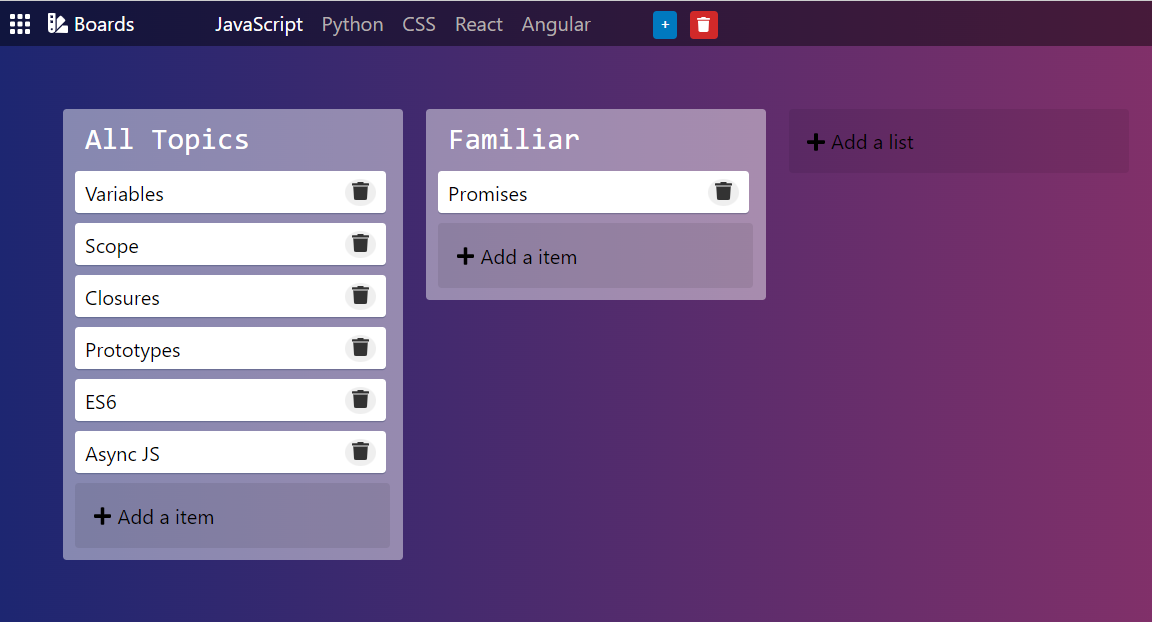 Boards JavaScript Python CSS React Angular +
All Topics
Variables
Scope
Closures
Prototypes
ES6
Async JS
+ Add a item
Familiar
Promises
+ Add a item
+ Add a list